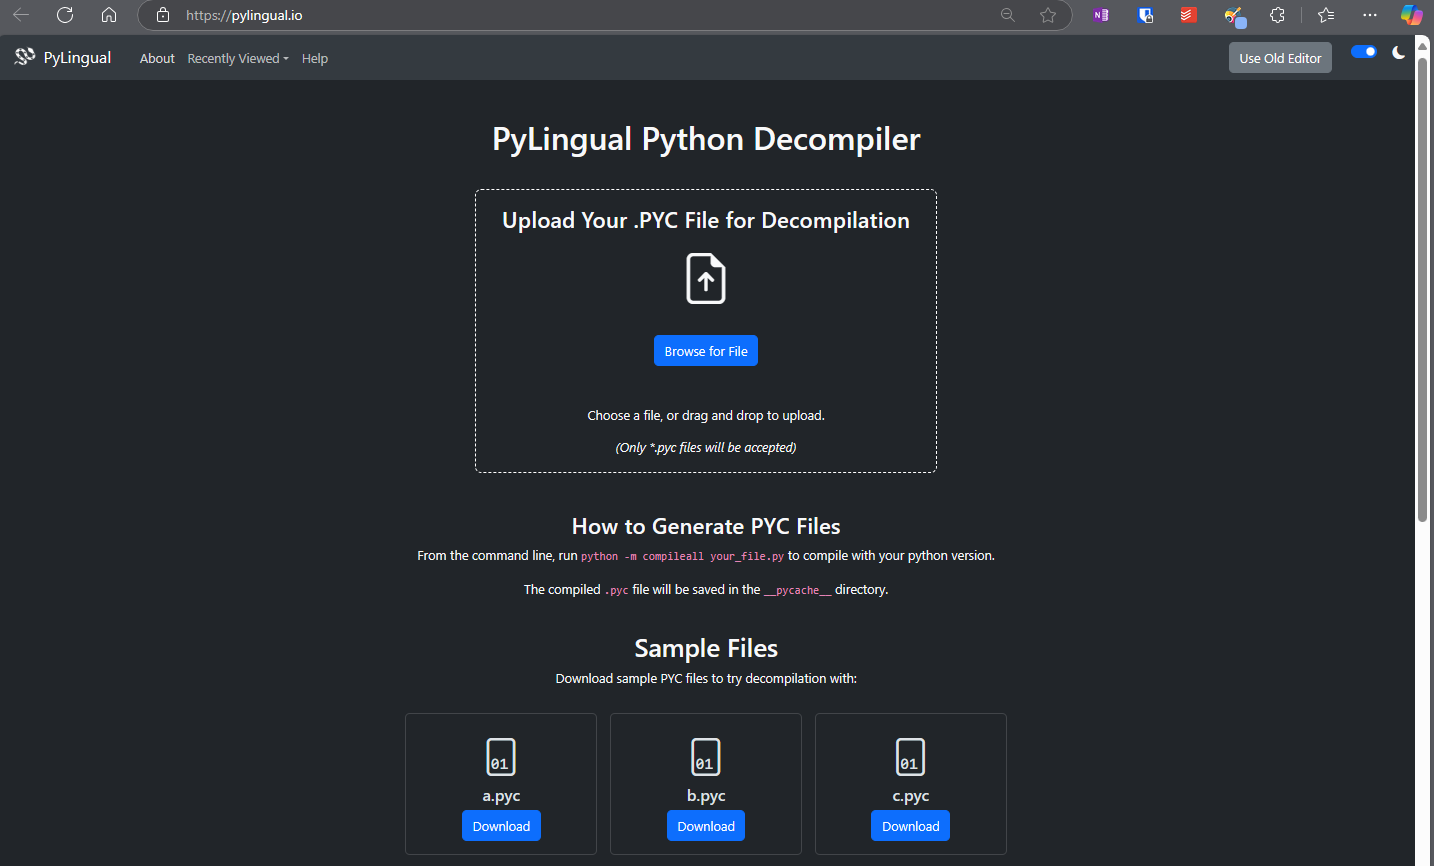 https://pylingual.io
PyLingual About Recently Viewed Help Use Old Editor
PyLingual Python Decompiler
Upload Your .PYC File for Decompilation
Browse for File
Choose a file, or drag and drop to upload.
(Only *.pyc files will be accepted)
How to Generate PYC Files
From the command line, run python -m compileall your_file.py to compile with your python version.
The compiled .pyc file will be saved in the __pycache__ directory.
Sample Files
Download sample PYC files to try decompilation with:
01 01 01
a.pyc b.pyc c.pyc
Download Download Download